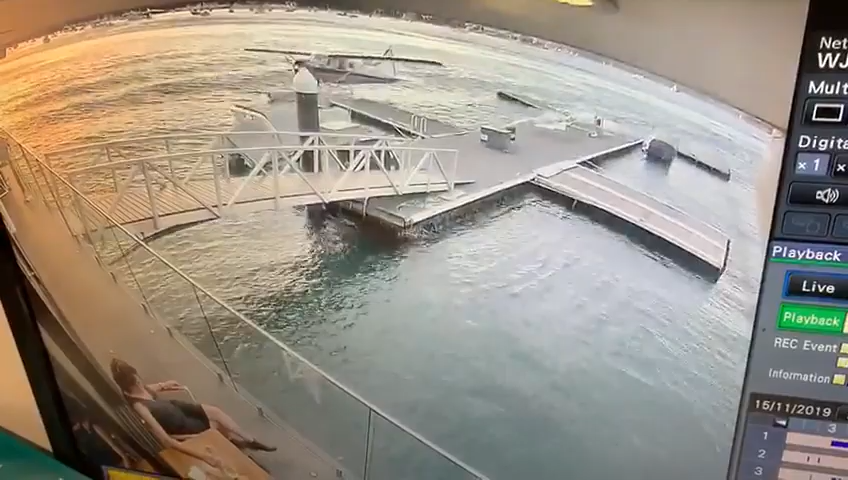 Net
WJ
Mult
Digita
×1
×
Playback
Live
Playback
REC Event
Information
15/11/2019
3
1
2
3